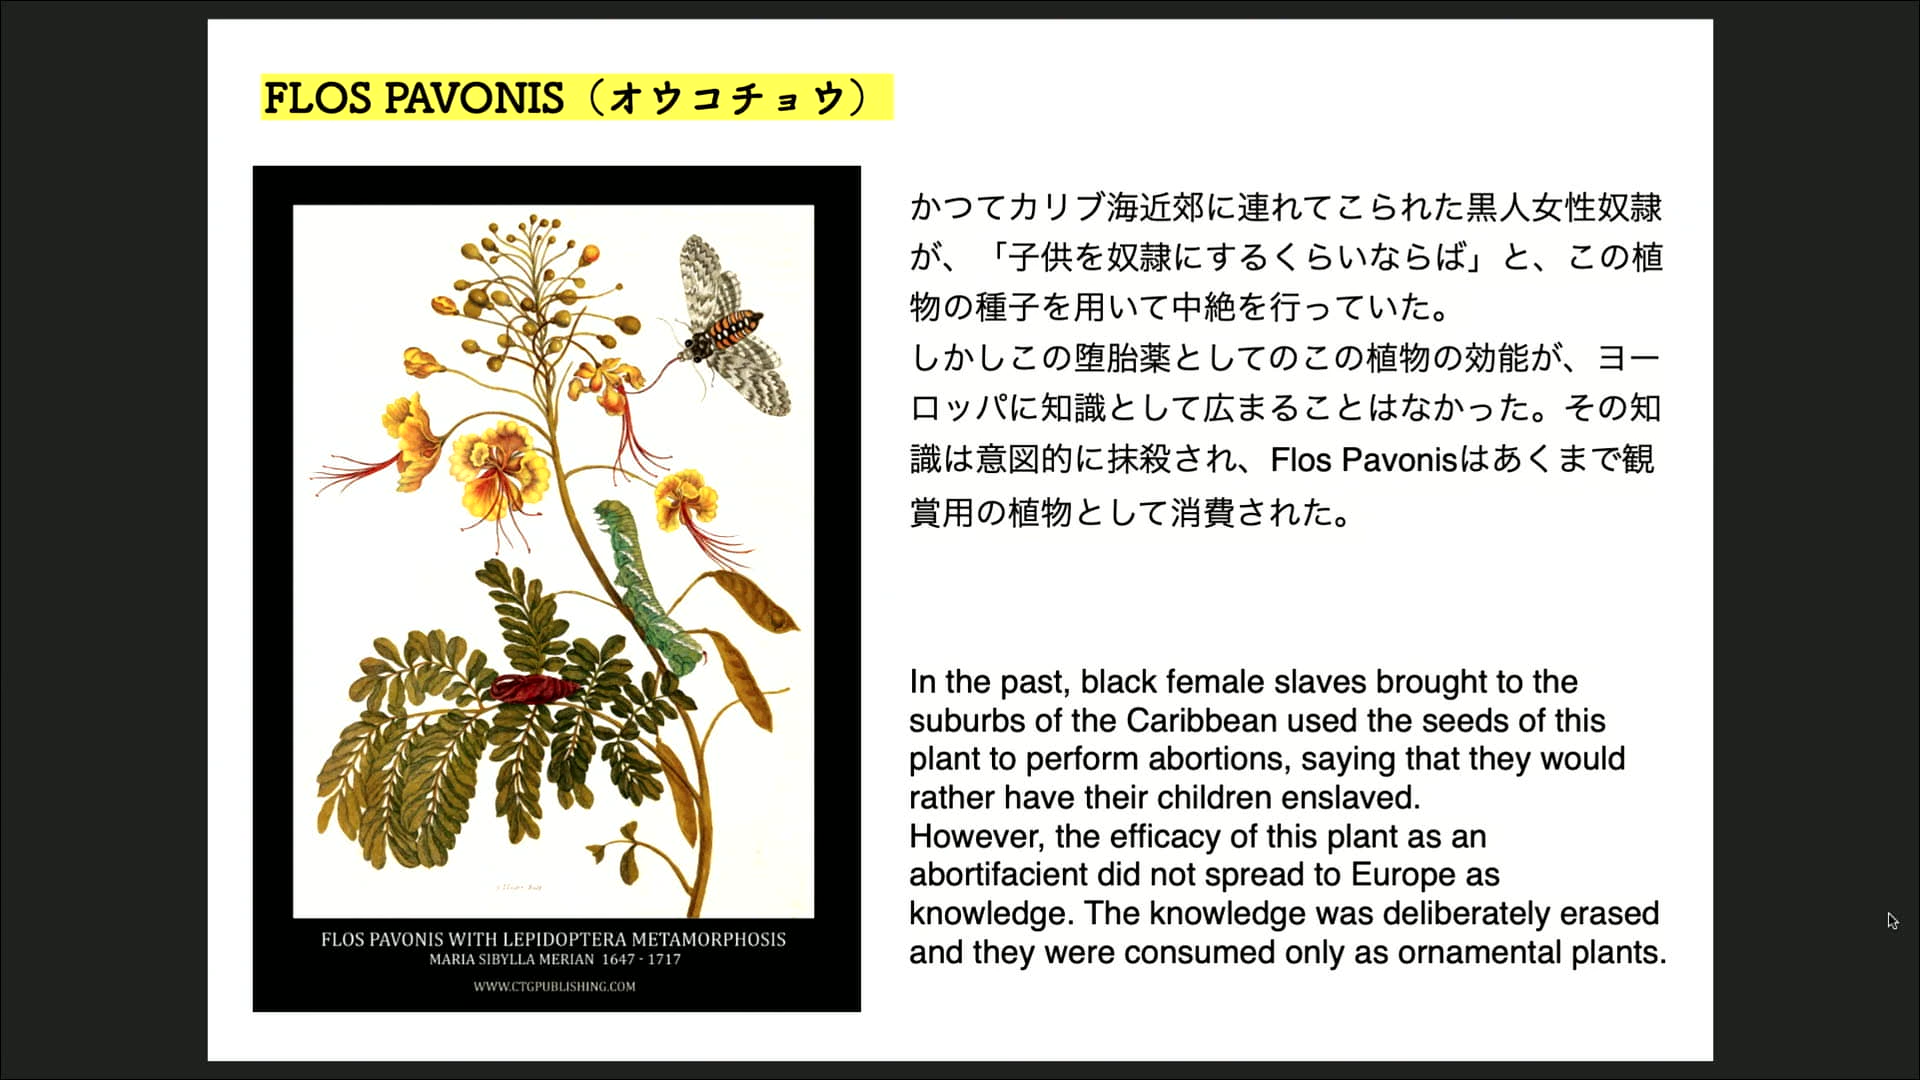 FLOS PAVONIS（オウコチョウ）
かつてカリブ海近郊に連れてこられた黒人女性奴隷
が、「子供を奴隷にするくらいならば」と、この植
物の種子を用いて中絶を行っていた。
しかしこの堕胎薬としてのこの植物の効能が、ヨー
ロッパに知識として広まることはなかった。その知
識は意図的に抹殺され、Flos Pavonisはあくまで観
賞用の植物として消費された。
In the past, black female slaves brought to the
suburbs of the Caribbean used the seeds of this
plant to perform abortions, saying that they would
rather have their children enslaved.
However, the efficacy of this plant as an
abortifacient did not spread to Europe as
knowledge. The knowledge was deliberately erased
and they were consumed only as ornamental plants.
FLOS PAVONIS WITH LEPIDOPTERA METAMORPHOSIS
MARIA SIBYLLA MERIAN 1647 - 1717
WWW.CTGPUBLISHING.COM